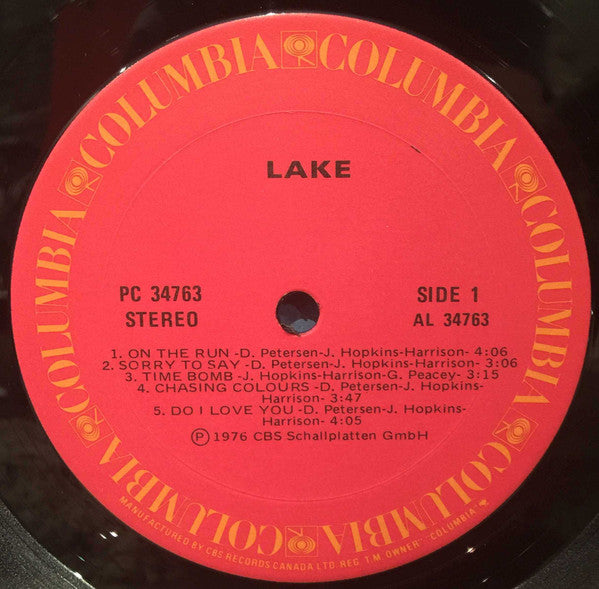 COLUMBIA COLUMBIA COLUMBIA COLUMBIA COLUMBIA COLUMBIA
LAKE
PC 34763
STEREO
SIDE 1
AL 34763
1. ON THE RUN -D. Petersen-J. Hopkins-Harrison- 4:06
2. SORRY TO SAY -D. Petersen-J. Hopkins-Harrison- 3:06
3. TIME BOMB -J. Hopkins-Harrison-G. Peacey- 3:15
4. CHASING COLOURS -D. Petersen-J. Hopkins-
Harrison- 3:47
5. DO I LOVE YOU -D. Petersen-J. Hopkins-
Harrison- 4:05
Ⓟ 1976 CBS Schallplatten GmbH
MANUFACTURED BY CBS RECORDS CANADA LTD. REG. T.M. OWNER "COLUMBIA"